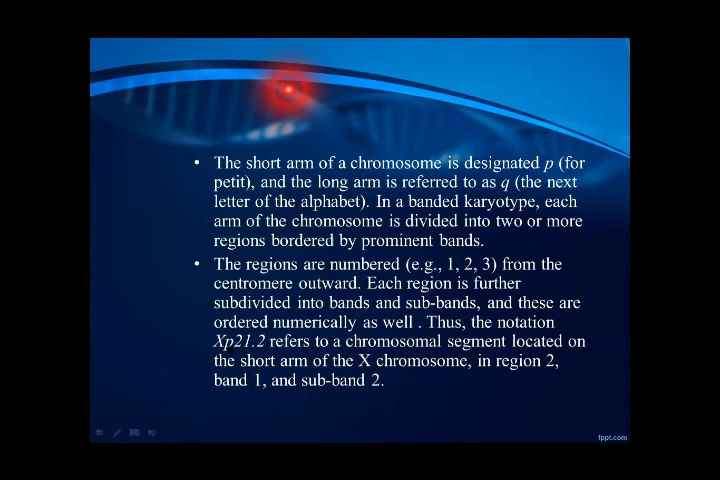 • The short arm of a chromosome is designated p (for
petit), and the long arm is referred to as q (the next
letter of the alphabet). In a banded karyotype, each
arm of the chromosome is divided into two or more
regions bordered by prominent bands.
• The regions are numbered (e.g., 1, 2, 3) from the
centromere outward. Each region is further
subdivided into bands and sub-bands, and these are
ordered numerically as well . Thus, the notation
Xp21.2 refers to a chromosomal segment located on
the short arm of the X chromosome, in region 2,
band 1, and sub-band 2.
fppt.com